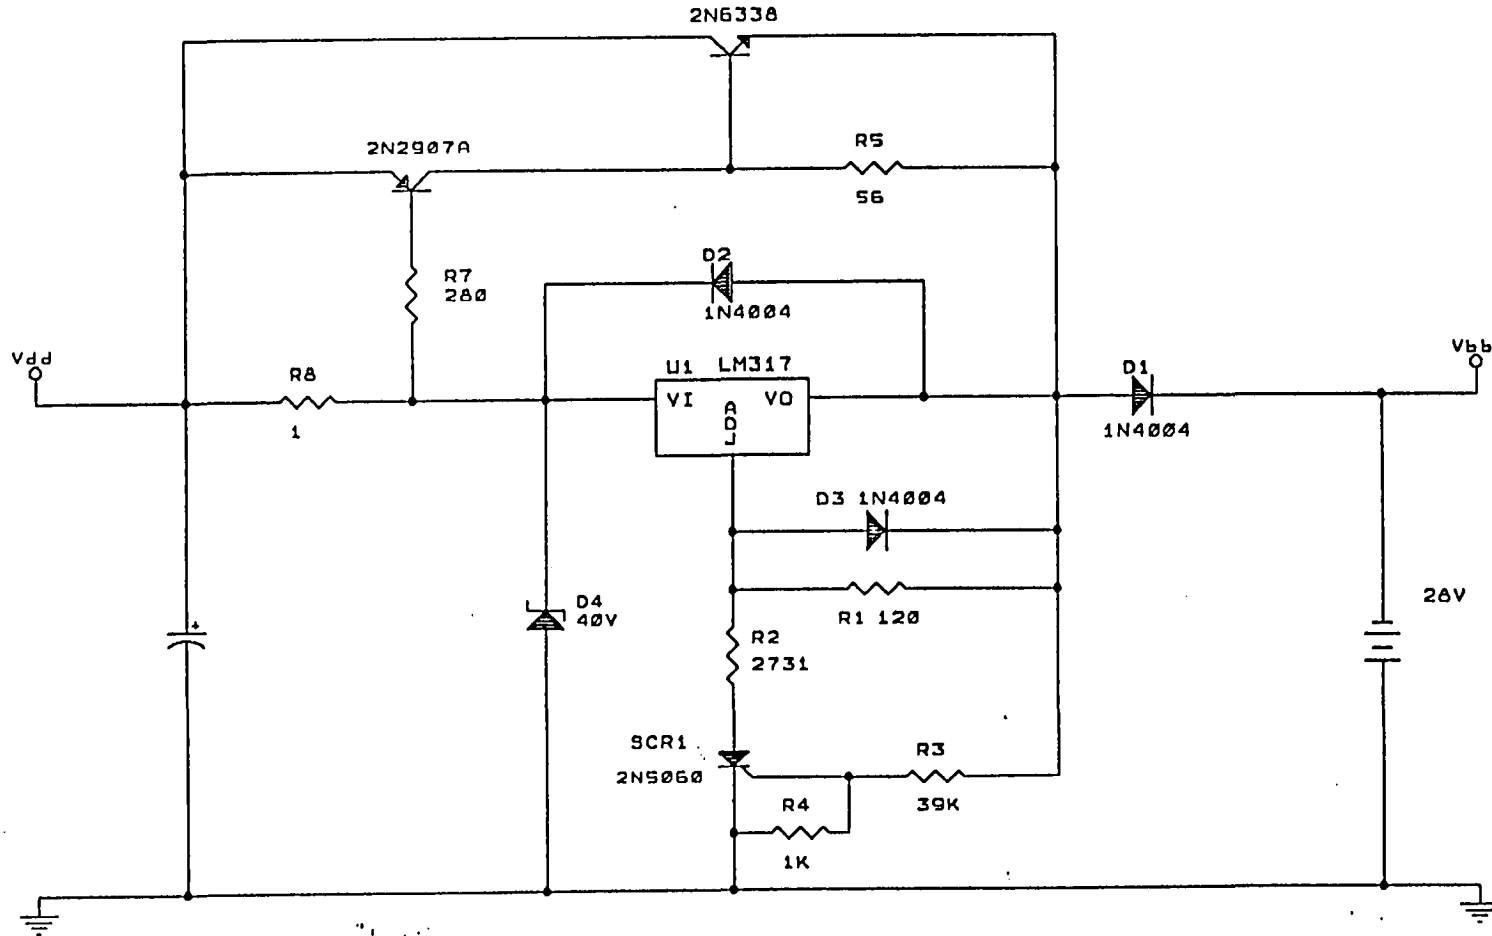 2N6338
2N2907A
R5
56
D2
1N4004
R7
280
Vdd
R8
1
U1 LM317
VI
VO
ADJ
D1
1N4004
Vbb
D3 1N4004
R1 120
D4
40V
R2
2731
28V
SCR1
2N5060
R3
39K
R4
1K
+